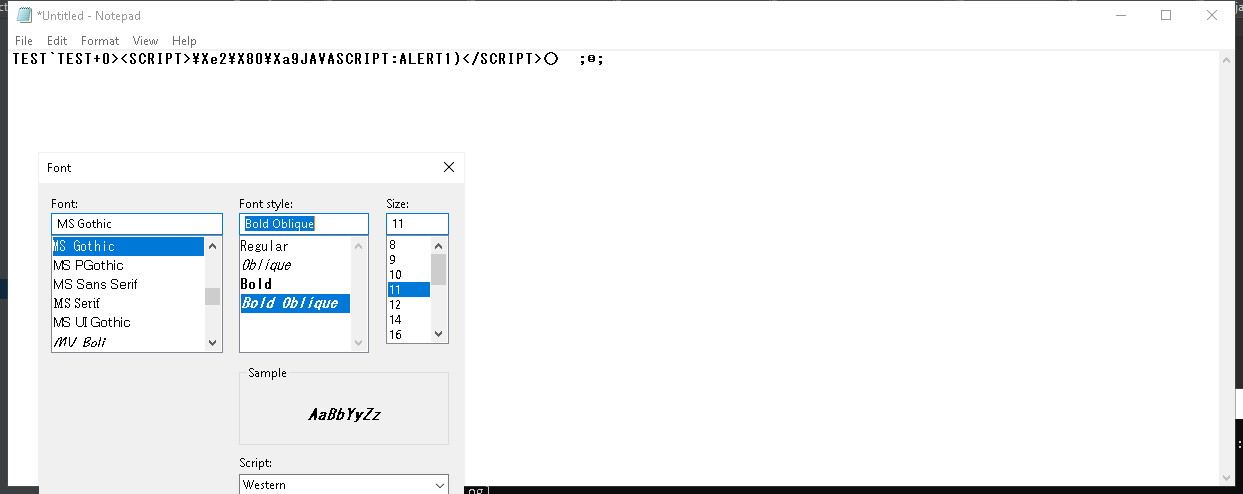 *Untitled - Notepad
File Edit Format View Help
TEST`TEST+0><SCRIPT>¥Xe2¥X80¥Xa9JAVASCRIPT:ALERT1)</SCRIPT>〇 ;¤;
Font
Font: Font style: Size:
MS Gothic Bold Oblique 11
MS Gothic Regular 8
MS PGothic Oblique 9
MS Sans Serif Bold 10
MS Serif Bold Oblique 11
MS UI Gothic 12
MV Boli 14
16
Sample
AaBbYyZz
Script:
Western